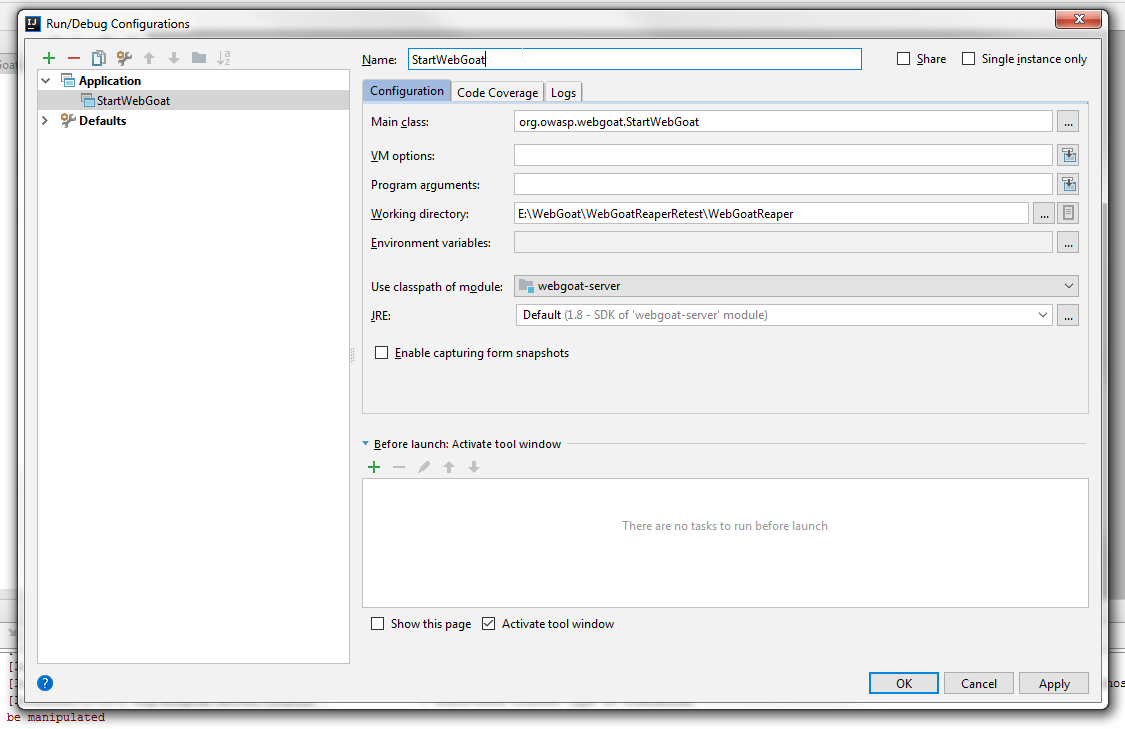 Run/Debug Configurations
Application
StartWebGoat
Defaults
Name: StartWebGoat
Share
Single instance only
Configuration
Code Coverage
Logs
Main class: org.owasp.webgoat.StartWebGoat ...
VM options:
Program arguments:
Working directory: E:\WebGoat\WebGoatReaperRetest\WebGoatReaper ...
Environment variables: ...
Use classpath of module: webgoat-server
JRE: Default (1.8 - SDK of 'webgoat-server' module) ...
Enable capturing form snapshots
Before launch: Activate tool window
There are no tasks to run before launch
Show this page
Activate tool window
?
OK
Cancel
Apply
be manipulated